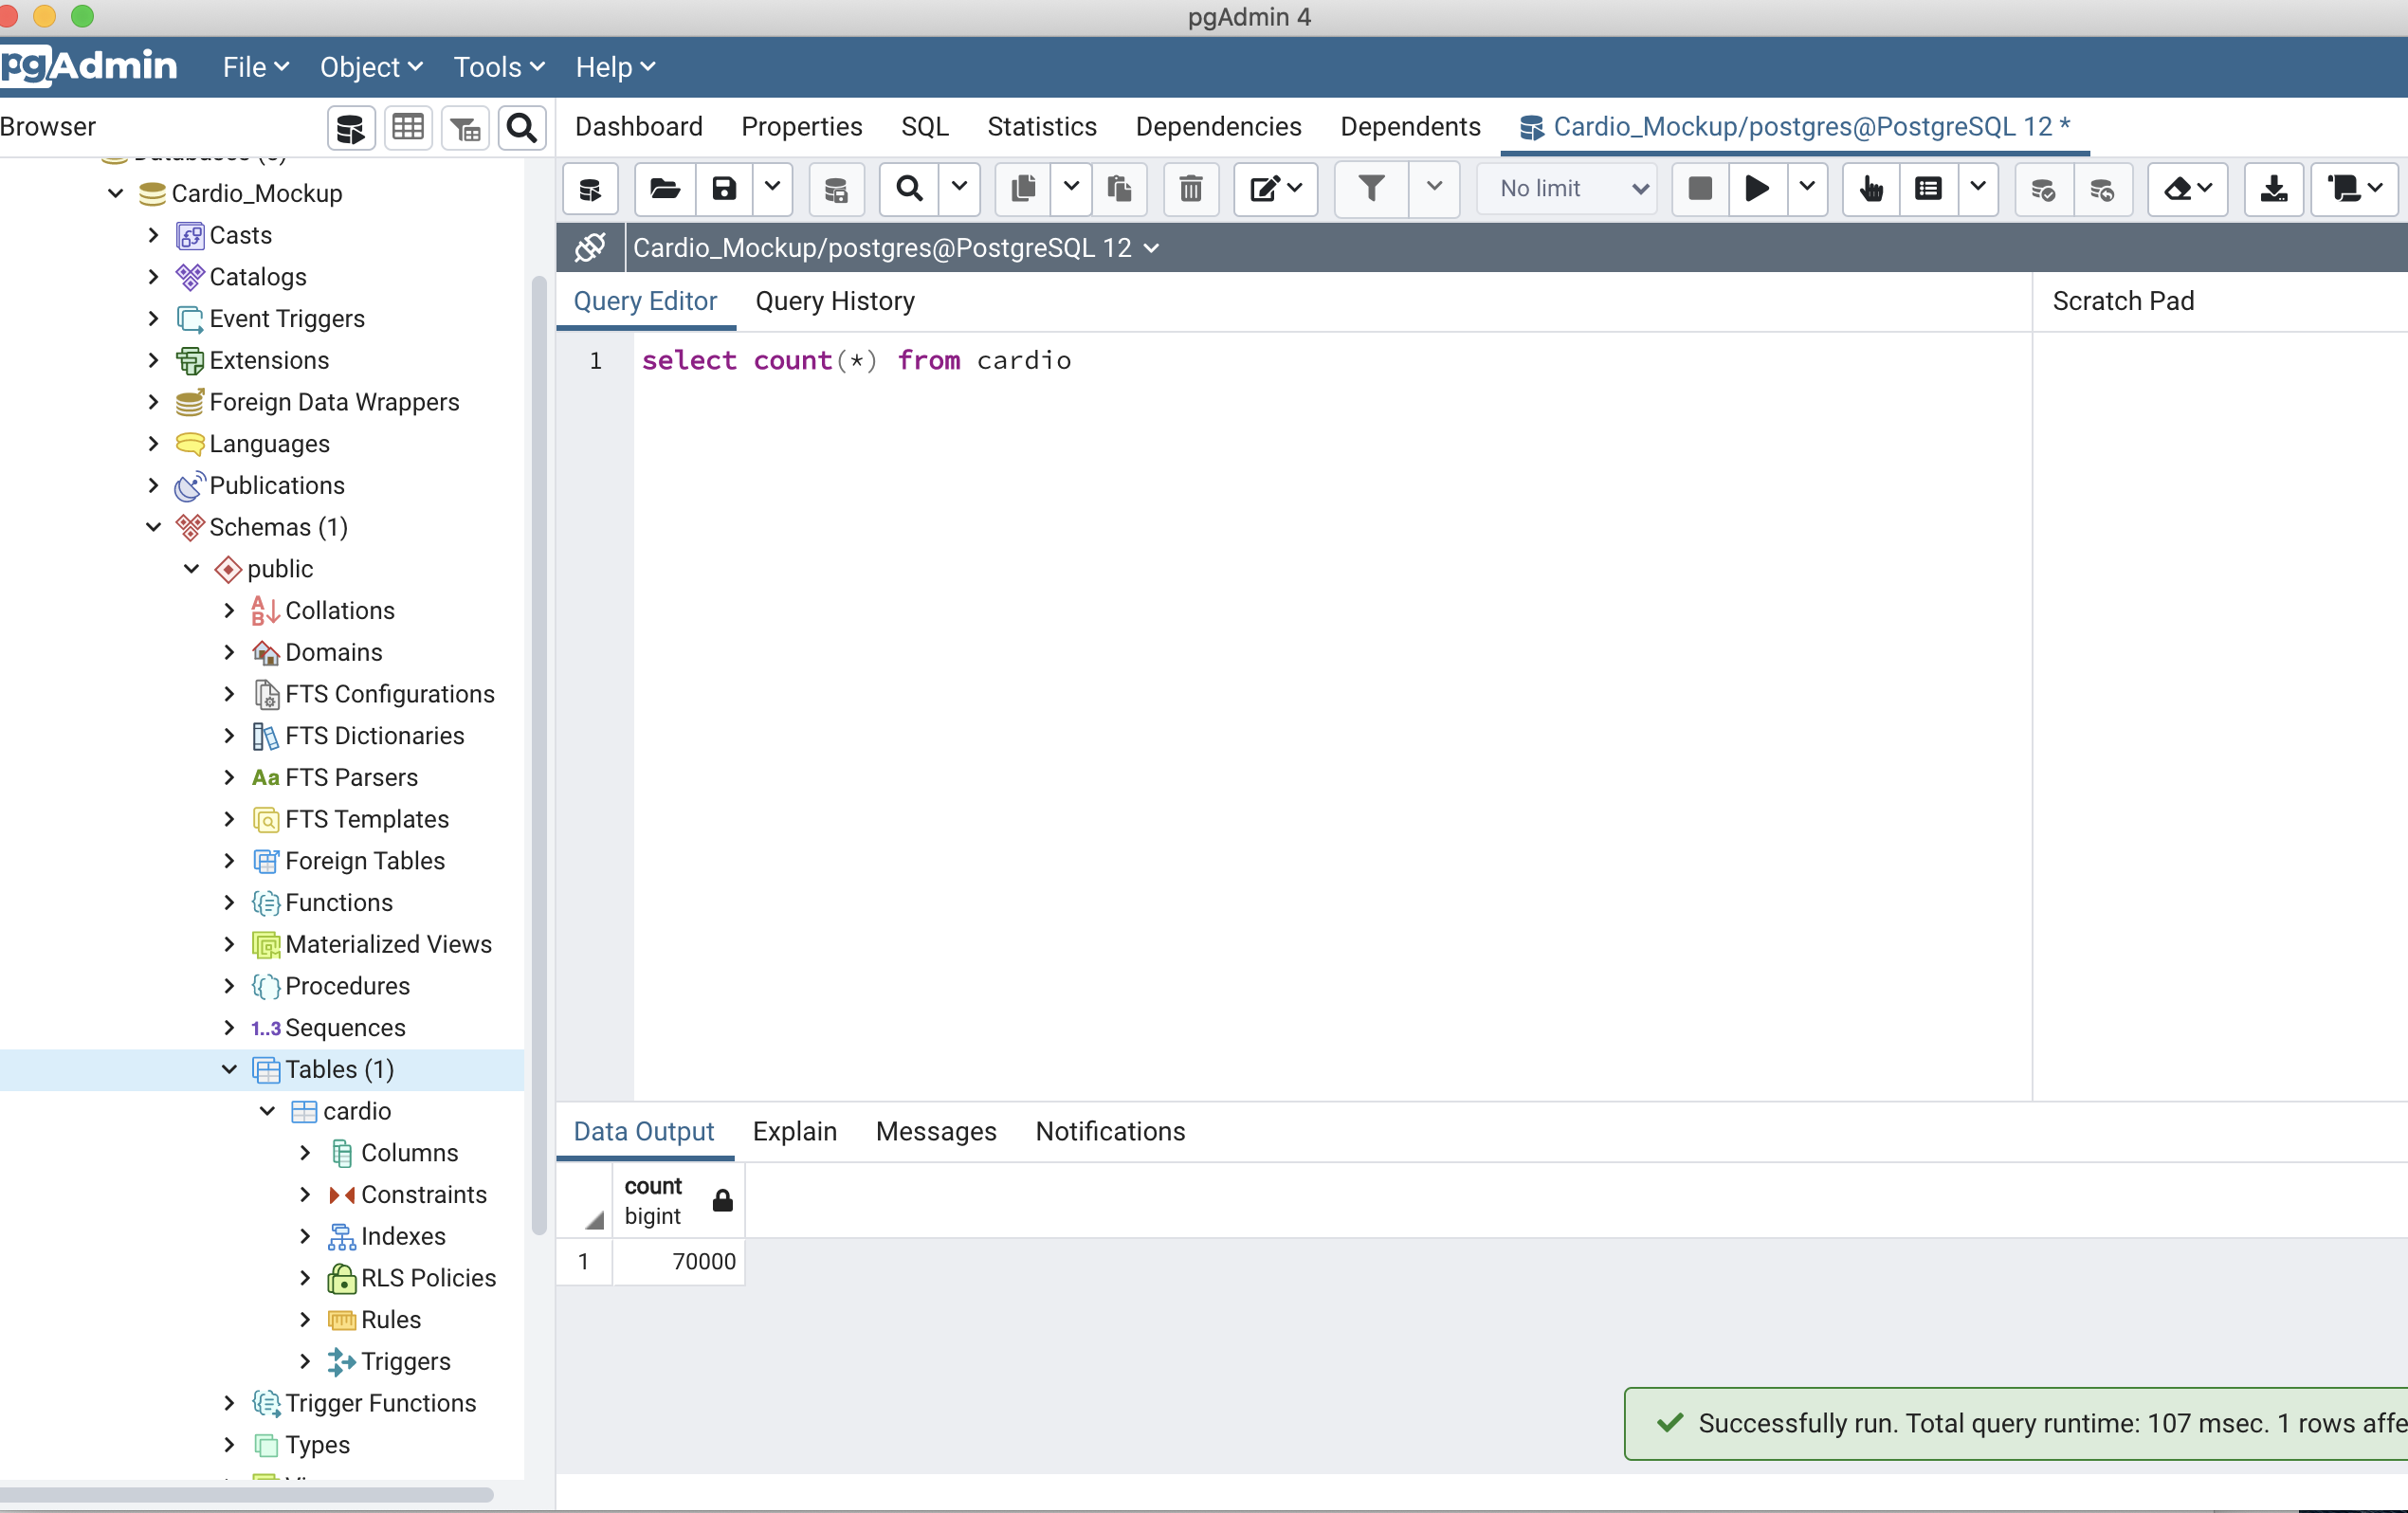 pgAdmin 4
pgAdmin File Object Tools Help
Browser
Dashboard Properties SQL Statistics Dependencies Dependents Cardio_Mockup/postgres@PostgreSQL 12 *
No limit
Cardio_Mockup/postgres@PostgreSQL 12
Query Editor Query History
Scratch Pad
1 select count(*) from cardio
Cardio_Mockup
Casts
Catalogs
Event Triggers
Extensions
Foreign Data Wrappers
Languages
Publications
Schemas (1)
public
A
B Collations
Domains
FTS Configurations
FTS Dictionaries
Aa FTS Parsers
FTS Templates
Foreign Tables
Functions
Materialized Views
Procedures
1..3 Sequences
Tables (1)
cardio
Columns
Constraints
Indexes
RLS Policies
Rules
Triggers
Trigger Functions
Types
Data Output Explain Messages Notifications
count
bigint
1 70000
Successfully run. Total query runtime: 107 msec. 1 rows affe